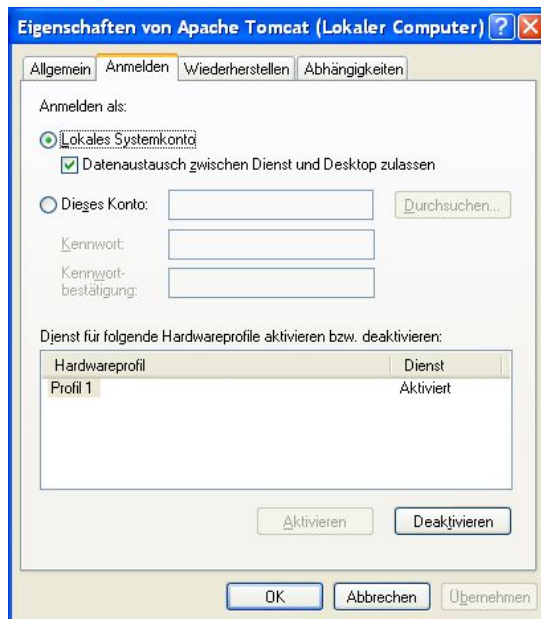 Eigenschaften von Apache Tomcat (Lokaler Computer)
Allgemein Anmelden Wiederherstellen Abhängigkeiten
Anmelden als:
Lokales Systemkonto
Datenaustausch zwischen Dienst und Desktop zulassen
Dieses Konto: Durchsuchen...
Kennwort:
Kennwort-
bestätigung:
Dienst für folgende Hardwareprofile aktivieren bzw. deaktivieren:
Hardwareprofil Dienst
Profil 1 Aktiviert
Aktivieren Deaktivieren
OK Abbrechen Übernehmen